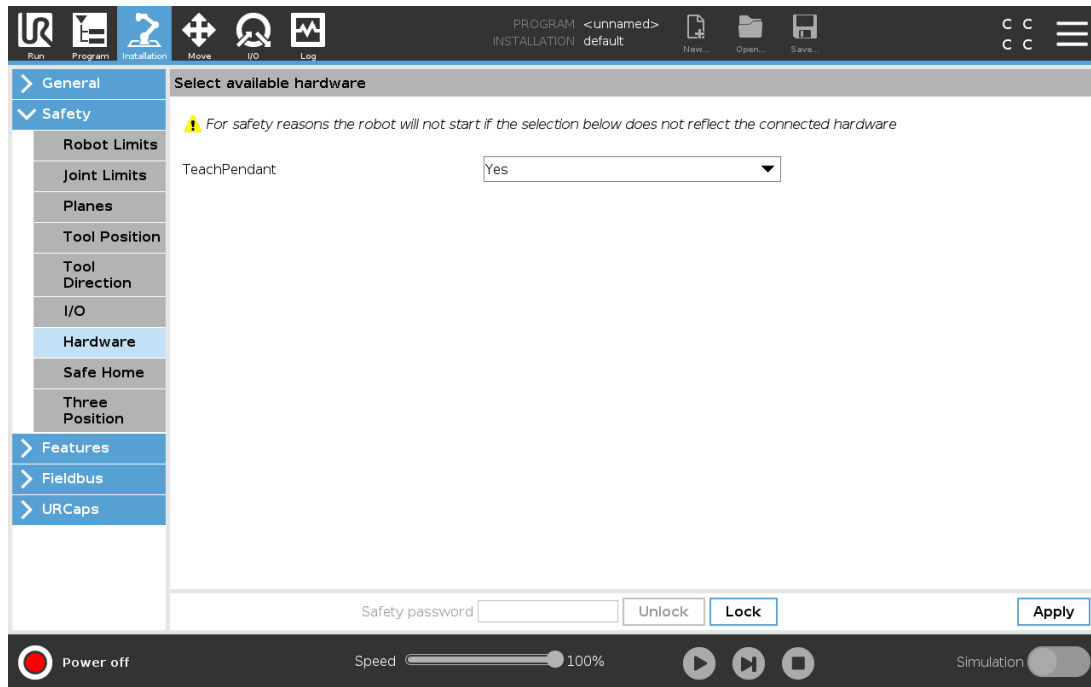 PROGRAM <unnamed>
INSTALLATION default
Run
Program
Installation
Move
I/O
Log
New...
Open...
Save...
C C
C C
General
Safety
Robot Limits
Joint Limits
Planes
Tool Position
Tool
Direction
I/O
Hardware
Safe Home
Three
Position
Features
Fieldbus
URCaps
Select available hardware
For safety reasons the robot will not start if the selection below does not reflect the connected hardware
TeachPendant Yes
Safety password Unlock Lock Apply
Power off Speed 100% Simulation